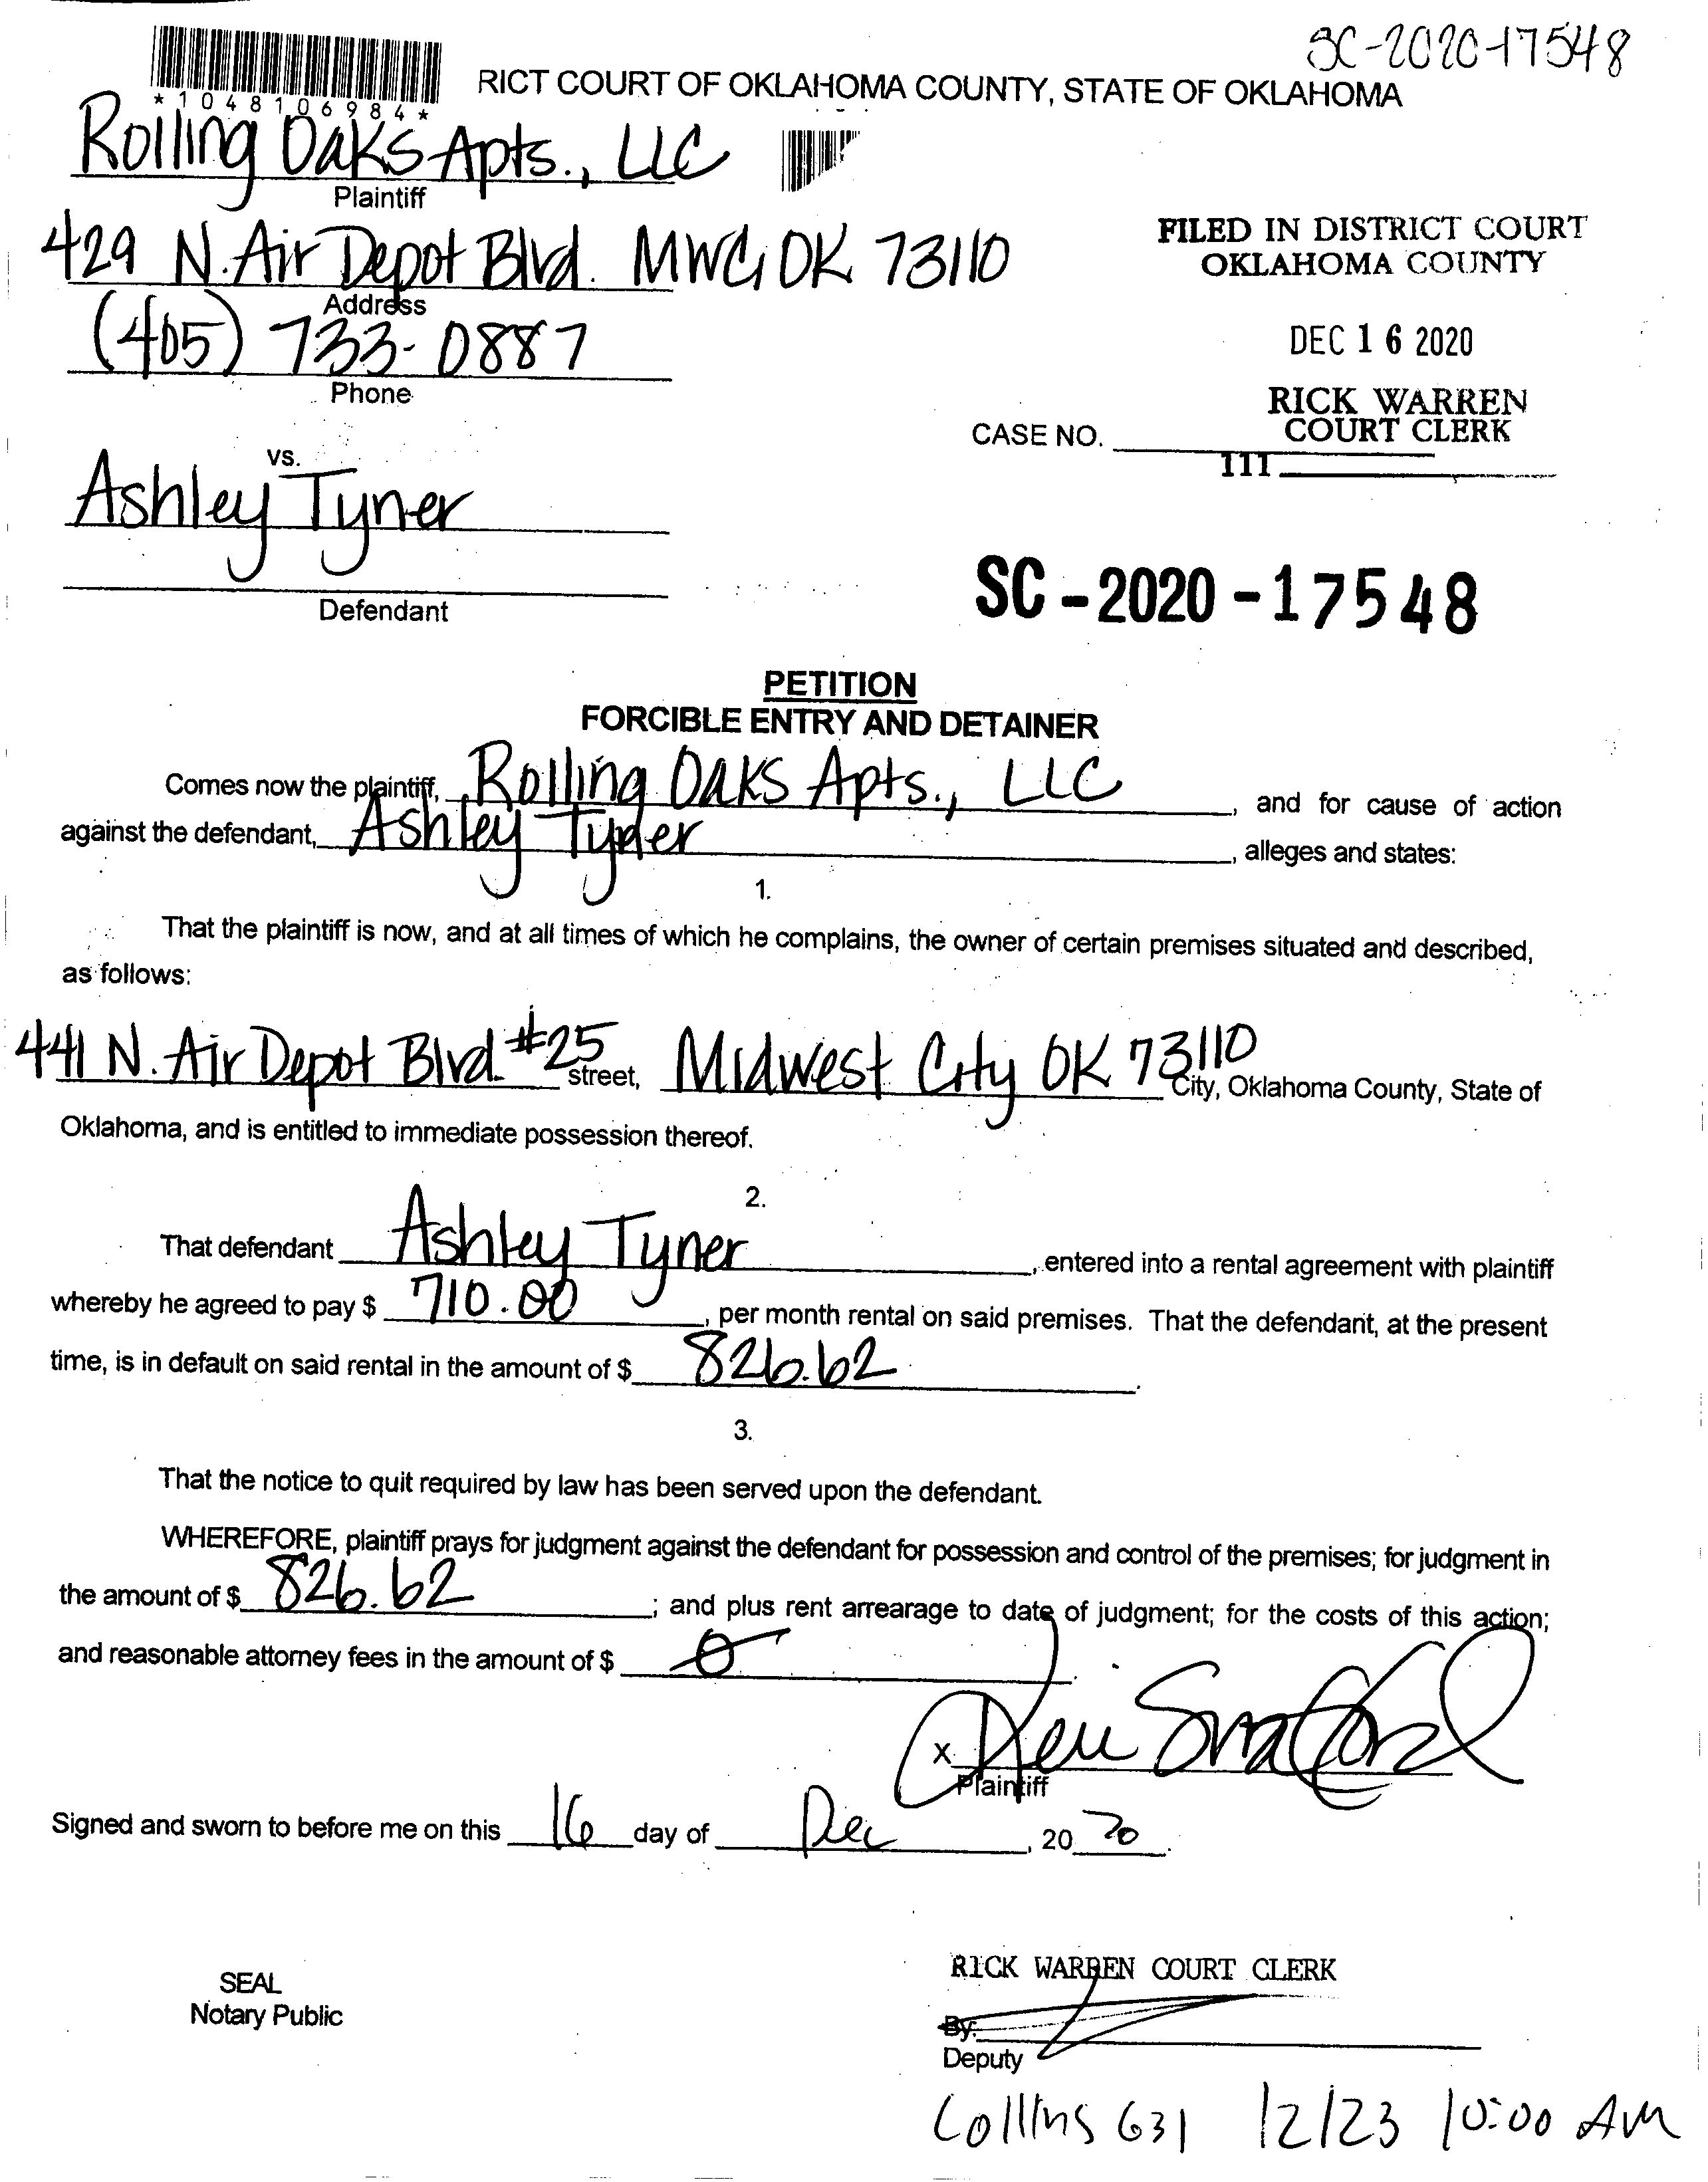 SC-2020-17548
RICT COURT OF OKLAHOMA COUNTY, STATE OF OKLAHOMA
*1048106984*
Rolling Oaks Apts., LLC
Plaintiff
429 N. Air Depot Blvd. MWC, OK 73110
Address
(405) 733-0887
Phone
FILED IN DISTRICT COURT
OKLAHOMA COUNTY
DEC 16 2020
RICK WARREN
COURT CLERK
CASE NO.
111
vs.
Ashley Tyner
Defendant
SC-2020-17548
PETITION
FORCIBLE ENTRY AND DETAINER
Comes now the plaintiff, Rolling Oaks Apts., LLC, and for cause of action
against the defendant, Ashley Tyner, alleges and states:
1.
That the plaintiff is now, and at all times of which he complains, the owner of certain premises situated and described,
as follows:
441 N. Air Depot Blvd. #25 street, Midwest City OK 73110 City, Oklahoma County, State of
Oklahoma, and is entitled to immediate possession thereof.
2.
That defendant Ashley Tyner, entered into a rental agreement with plaintiff
whereby he agreed to pay $ 710.00, per month rental on said premises. That the defendant, at the present
time, is in default on said rental in the amount of $ 826.62.
3.
That the notice to quit required by law has been served upon the defendant.
WHEREFORE, plaintiff prays for judgment against the defendant for possession and control of the premises; for judgment in
the amount of $ 826.62; and plus rent arrearage to date of judgment; for the costs of this action;
and reasonable attorney fees in the amount of $ 0.
X
Plaintiff
Signed and sworn to before me on this 16 day of Dec, 20 20.
SEAL
Notary Public
RICK WARREN COURT CLERK
By:
Deputy
Collins 631 12/23 10:00 AM